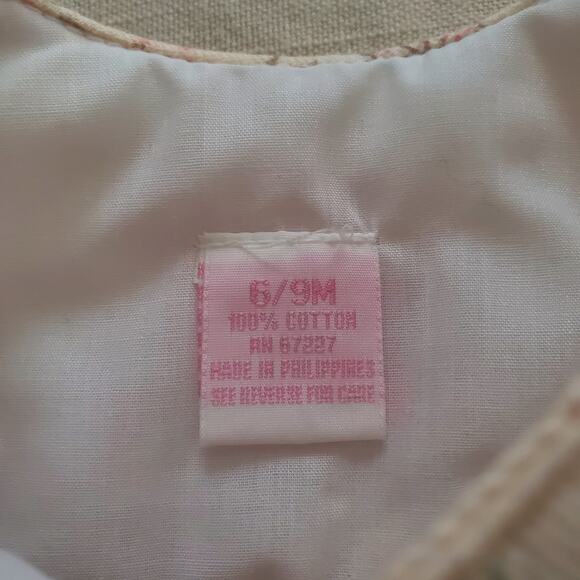 6/9M
100% COTTON
RN 67227
MADE IN PHILIPPINES
SEE REVERSE FOR CARE